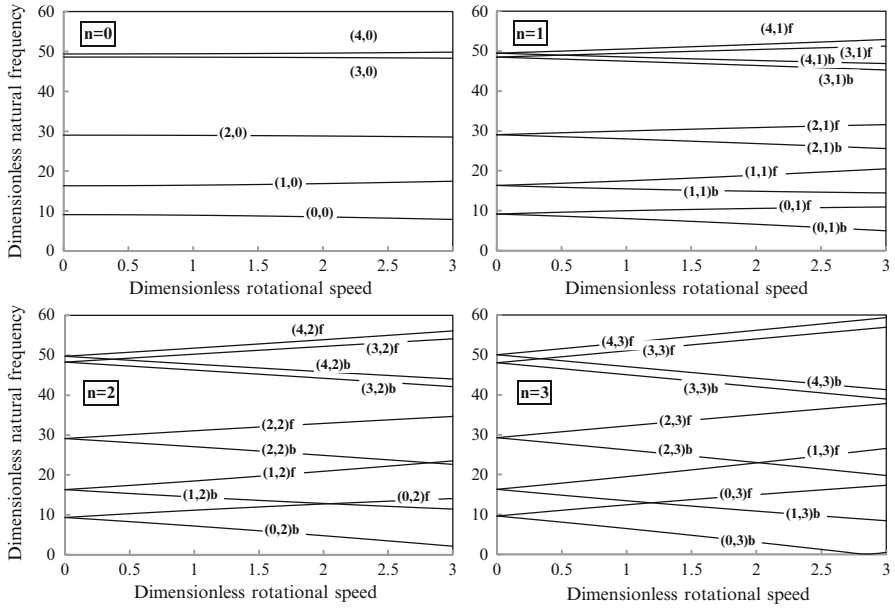 Dimensionless natural frequency
60
50
40
30
20
10
0
n=0
(4,0)
(3,0)
(2,0)
(1,0)
(0,0)
0 0.5 1 1.5 2 2.5 3
Dimensionless rotational speed
60
50
40
30
20
10
0
n=1
(4,1)f
(3,1)f
(4,1)b
(3,1)b
(2,1)f
(2,1)b
(1,1)f
(1,1)b
(0,1)f
(0,1)b
0 0.5 1 1.5 2 2.5 3
Dimensionless rotational speed
Dimensionless natural frequency
60
50
40
30
20
10
0
n=2
(4,2)f
(3,2)f
(4,2)b
(3,2)b
(2,2)f
(2,2)b
(1,2)f
(1,2)b
(0,2)f
(0,2)b
0 0.5 1 1.5 2 2.5 3
Dimensionless rotational speed
60
50
40
30
20
10
0
n=3
(4,3)f
(3,3)f
(3,3)b
(4,3)b
(2,3)f
(2,3)b
(1,3)f
(0,3)f
(1,3)b
(0,3)b
0 0.5 1 1.5 2 2.5 3
Dimensionless rotational speed